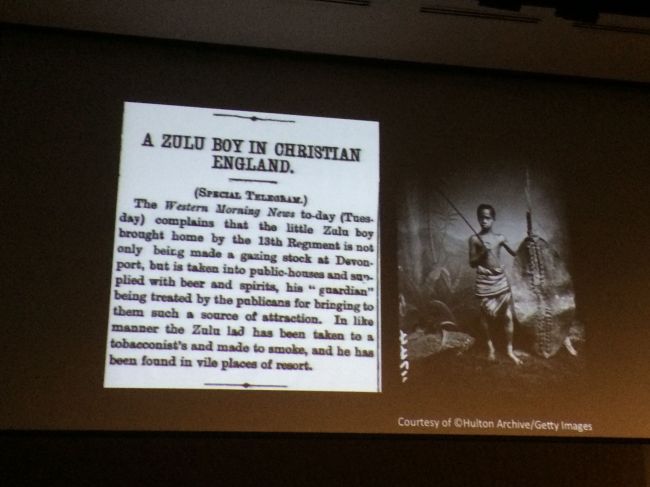 A ZULU BOY IN CHRISTIAN
ENGLAND.
(SPECIAL TELEGRAM.)
The Western Morning News to-day (Tues-
day) complains that the little Zulu boy
brought home by the 13th Regiment is not
only being made a gazing stock at Devon-
port, but is taken into public-houses and sup-
plied with beer and spirits, his "guardian"
being treated by the publicans for bringing to
them such a source of attraction. In like
manner the Zulu lad has been taken to a
tobacconist's and made to smoke, and he has
been found in vile places of resort.
Courtesy of ©Hulton Archive/Getty Images